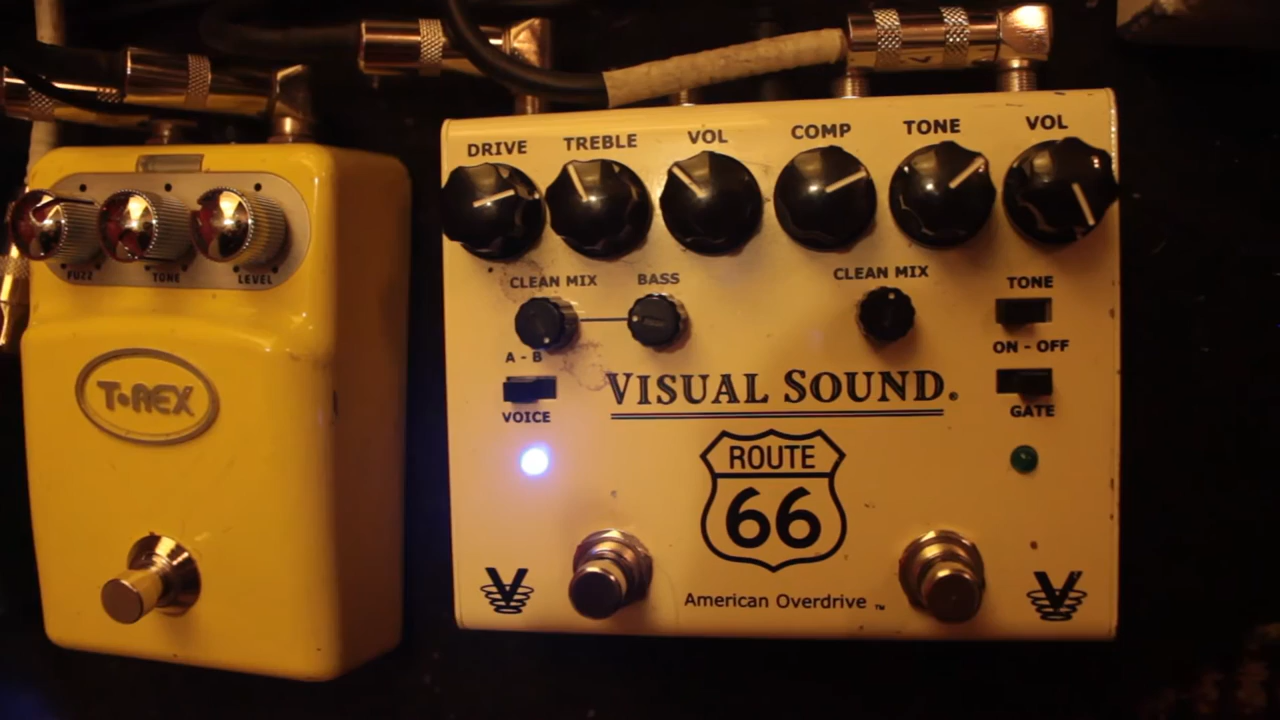 FUZZ TONE LEVEL
T·REX
DRIVE TREBLE VOL COMP TONE VOL
CLEAN MIX BASS CLEAN MIX TONE
A - B ON - OFF
VOICE GATE
VISUAL SOUND®
ROUTE
66
American Overdrive ™
V V